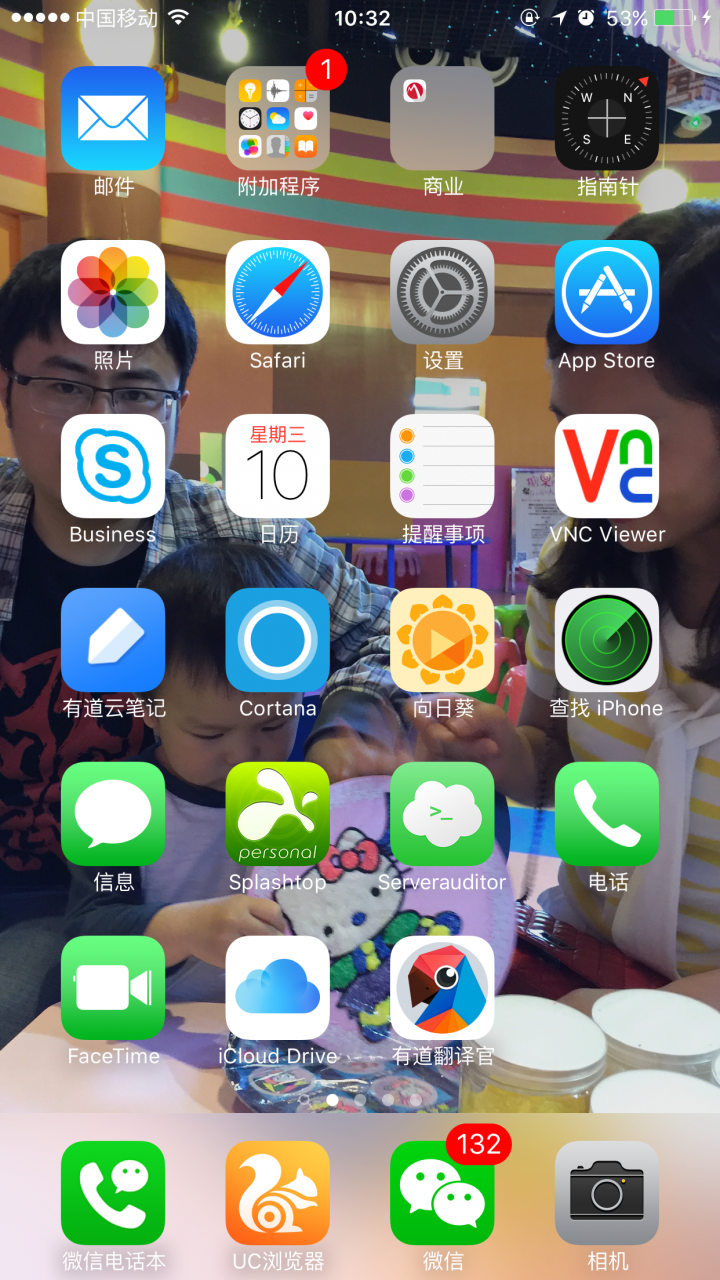 中国移动 10:32 53%
1
W N
S E
邮件 附加程序 商业 指南针
照片 Safari 设置 App Store
星期三
S 10 Vnc
Business 日历 提醒事项 VNC Viewer
有道云笔记 Cortana 向日葵 查找 iPhone
>_
personal
信息 Splashtop Serverauditor 电话
FaceTime iCloud Drive 有道翻译官
132
微信电话本 UC浏览器 微信 相机